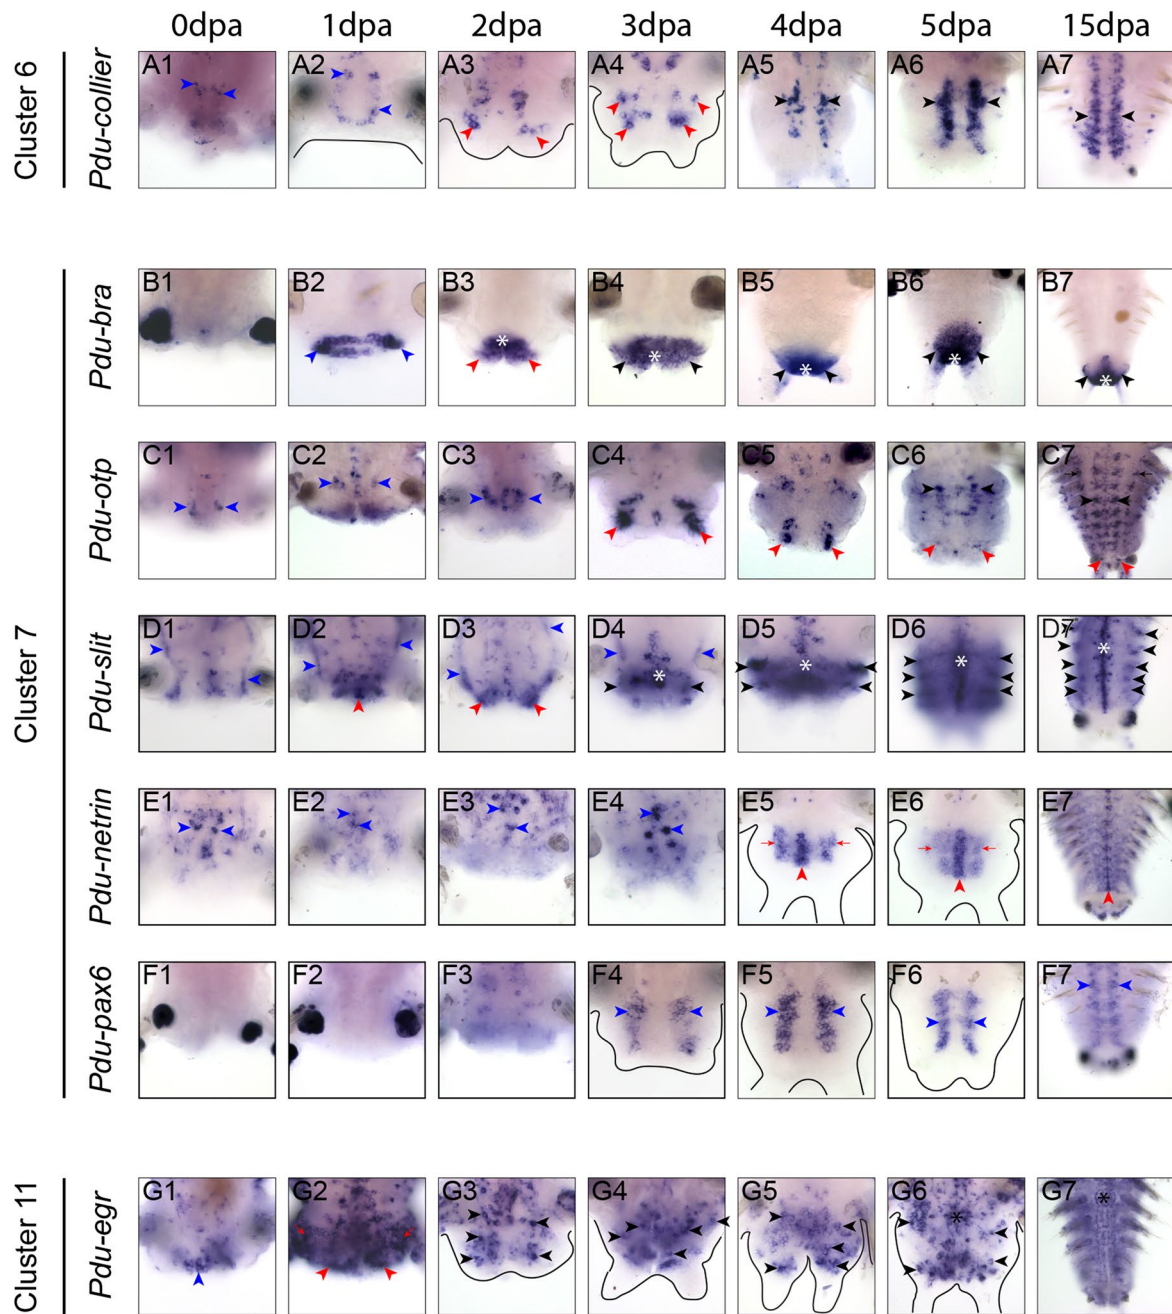 0dpa 1dpa 2dpa 3dpa 4dpa 5dpa 15dpa
Cluster 6
Pdu-collier
A1 A2 A3 A4 A5 A6 A7
Cluster 7
Pdu-bra
B1 B2 B3 B4 B5 B6 B7
* * * * *
Pdu-otp
C1 C2 C3 C4 C5 C6 C7
Pdu-slit
D1 D2 D3 D4 D5 D6 D7
* * * *
Pdu-netrin
E1 E2 E3 E4 E5 E6 E7
Pdu-pax6
F1 F2 F3 F4 F5 F6 F7
Cluster 11
Pdu-egr
G1 G2 G3 G4 G5 G6 G7
* *